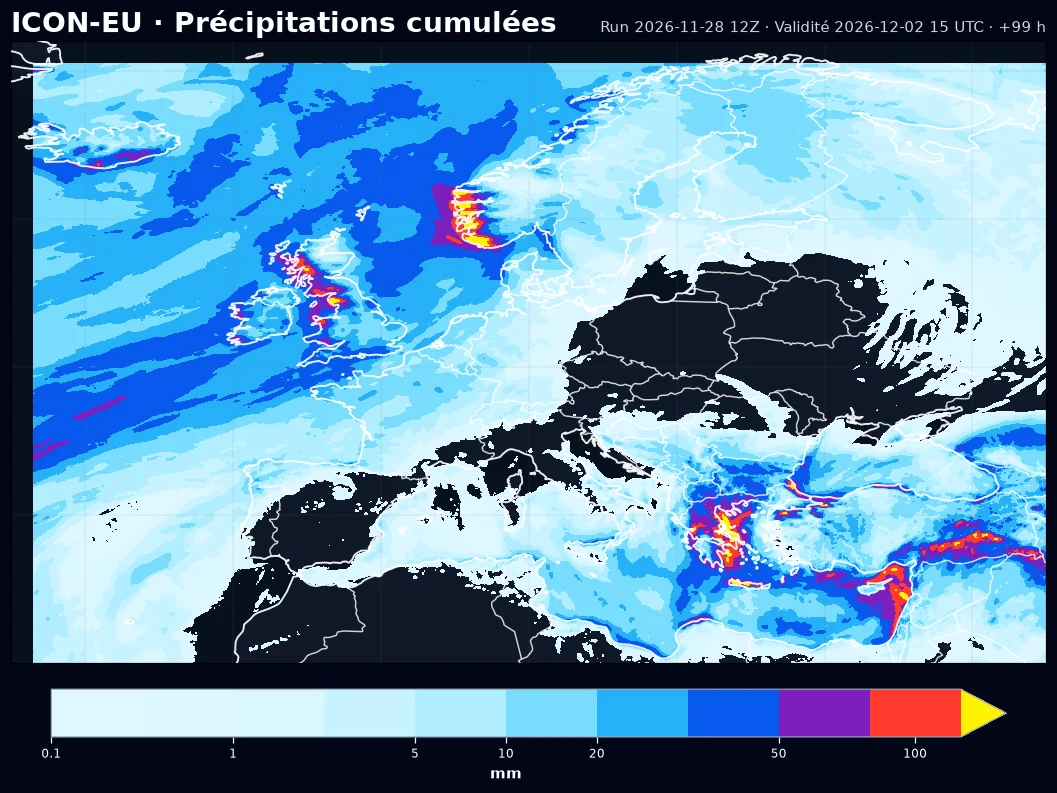 ICON-EU · Précipitations cumulées
Run 2026-11-28 12Z · Validité 2026-12-02 15 UTC · +99 h
0.1 1 5 10 20 50 100
mm